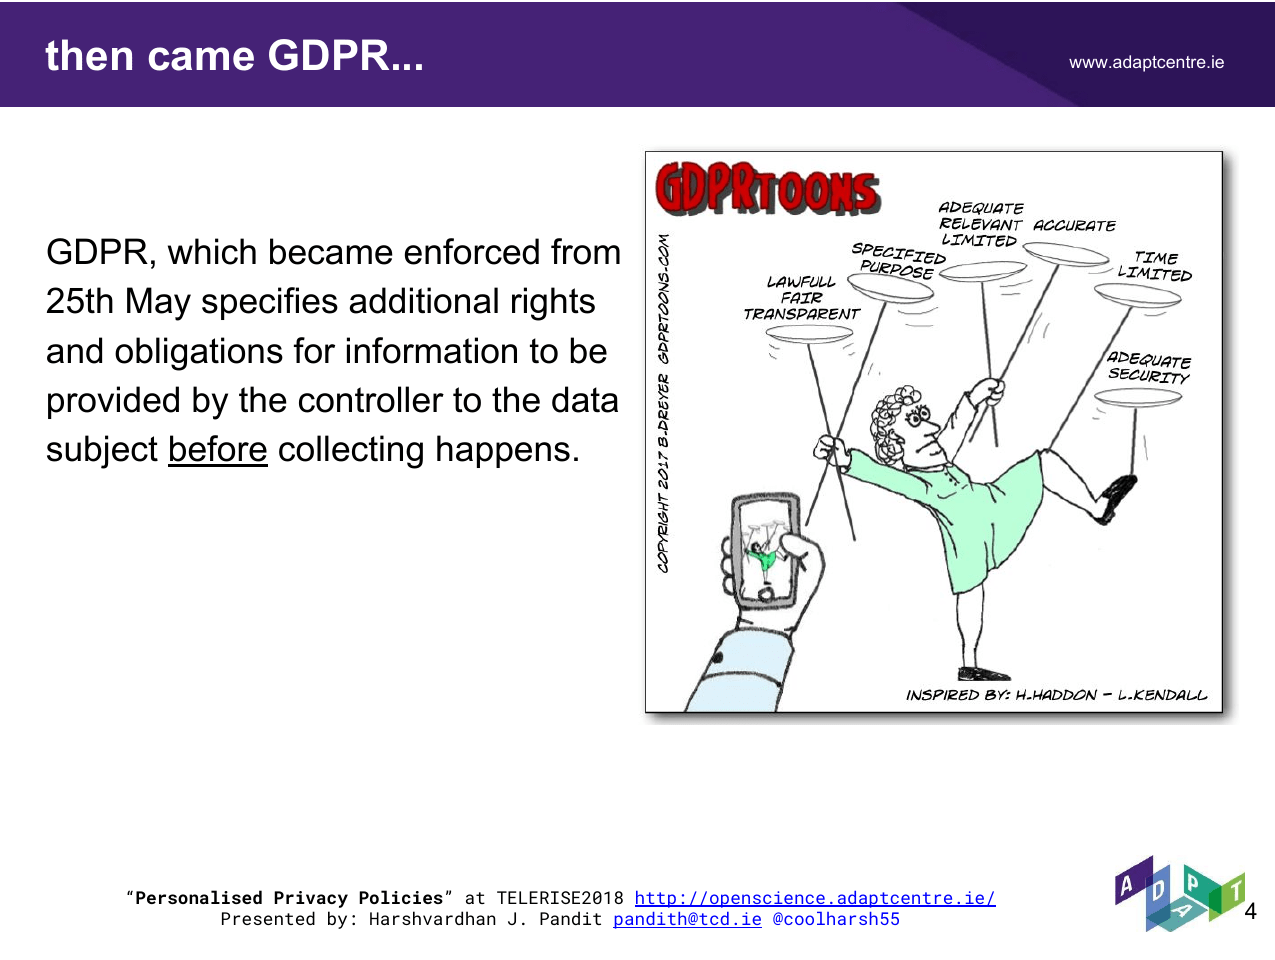 then came GDPR...
www.adaptcentre.ie
GDPR, which became enforced from
25th May specifies additional rights
and obligations for information to be
provided by the controller to the data
subject before collecting happens.
GDPRTOONS
COPYRIGHT 2017 B.DREYER GDPRTOONS.COM
LAWFULL
FAIR
TRANSPARENT
SPECIFIED
PURPOSE
ADEQUATE
RELEVANT
LIMITED
ACCURATE
TIME
LIMITED
ADEQUATE
SECURITY
INSPIRED BY: H.HADDON - L.KENDALL
“Personalised Privacy Policies” at TELERISE2018 http://openscience.adaptcentre.ie/
Presented by: Harshvardhan J. Pandit pandith@tcd.ie @coolharsh55
ADAPT
4